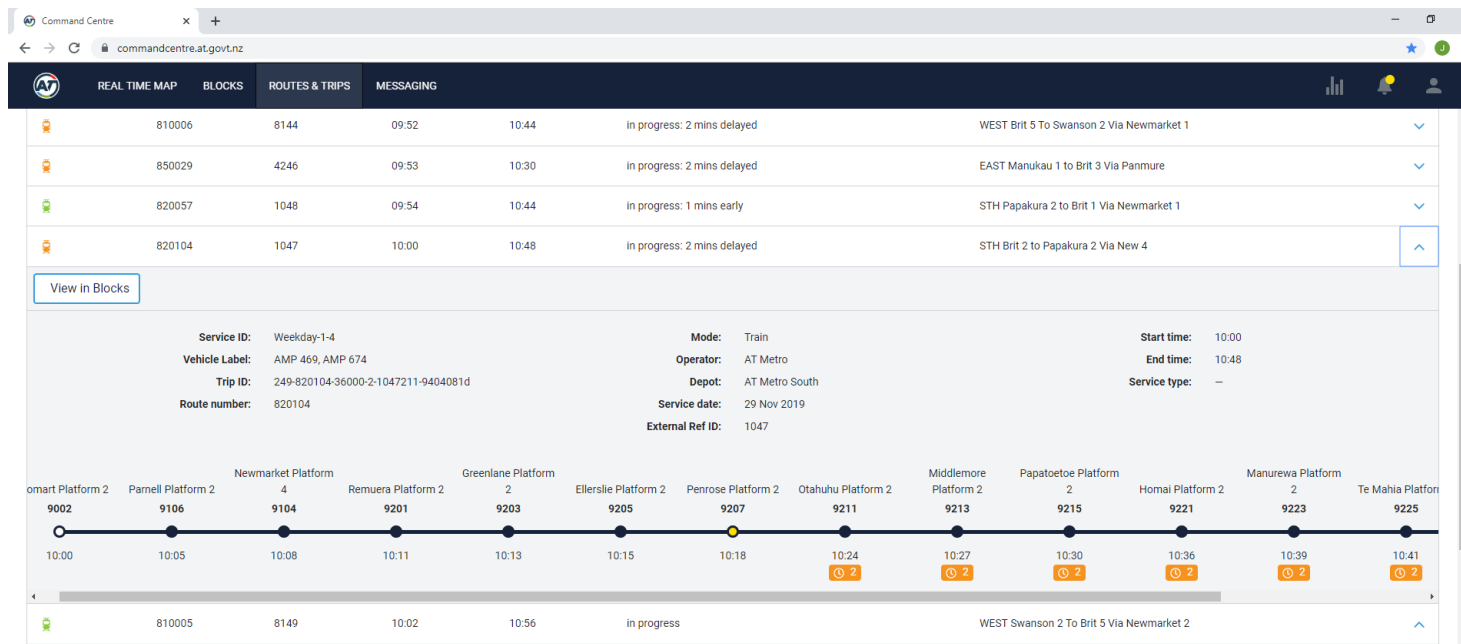 Command Centre
commandcentre.at.govt.nz
J
AT REAL TIME MAP BLOCKS ROUTES & TRIPS MESSAGING
810006 8144 09:52 10:44 in progress: 2 mins delayed WEST Brit 5 To Swanson 2 Via Newmarket 1
850029 4246 09:53 10:30 in progress: 2 mins delayed EAST Manukau 1 to Brit 3 Via Panmure
820057 1048 09:54 10:44 in progress: 1 mins early STH Papakura 2 to Brit 1 Via Newmarket 1
820104 1047 10:00 10:48 in progress: 2 mins delayed STH Brit 2 to Papakura 2 Via New 4
View in Blocks
Service ID: Weekday-1-4 Mode: Train Start time: 10:00
Vehicle Label: AMP 469, AMP 674 Operator: AT Metro End time: 10:48
Trip ID: 249-820104-36000-2-1047211-9404081d Depot: AT Metro South Service type: —
Route number: 820104 Service date: 29 Nov 2019
External Ref ID: 1047
Newmarket Platform Greenlane Platform Middlemore Papatoetoe Platform Manurewa Platform
omart Platform 2 Parnell Platform 2 4 Remuera Platform 2 2 Ellerslie Platform 2 Penrose Platform 2 Otahuhu Platform 2 Platform 2 2 Homai Platform 2 2 Te Mahia Platforr
9002 9106 9104 9201 9203 9205 9207 9211 9213 9215 9221 9223 9225
10:00 10:05 10:08 10:11 10:13 10:15 10:18 10:24 10:27 10:30 10:36 10:39 10:41
2 2 2 2 2 2
810005 8149 10:02 10:56 in progress WEST Swanson 2 To Brit 5 Via Newmarket 2